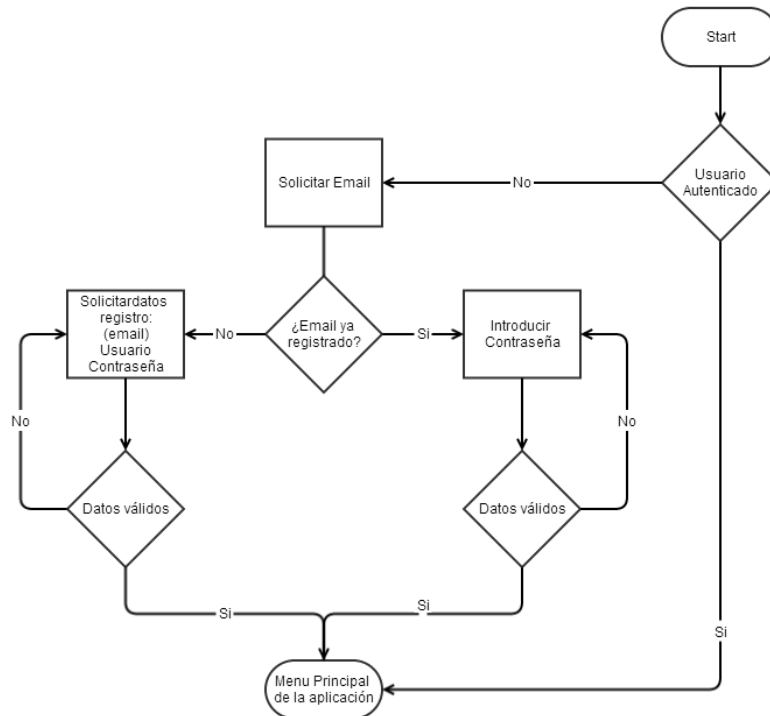 Start
Usuario
Autenticado
No
Solicitar Email
Solicitardatos
registro:
(email)
Usuario
Contraseña
No
¿Email ya
registrado?
Si
Introducir
Contraseña
No
No
Datos válidos
Datos válidos
Si
Si
Si
Menu Principal
de la aplicación